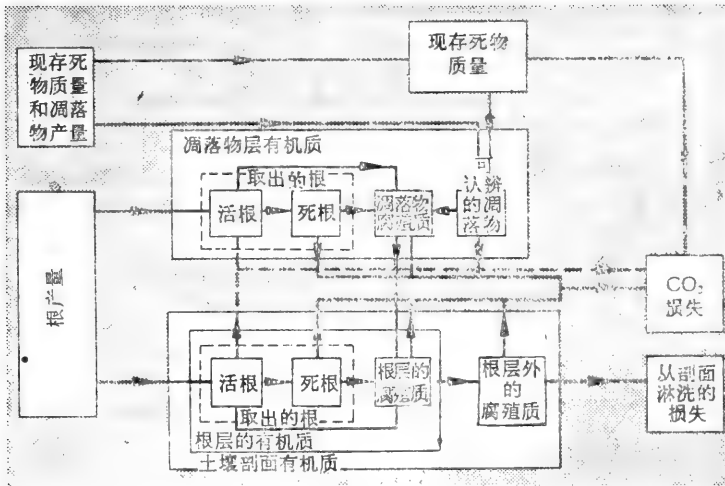 现存死
物质量
和凋落
物产量
现存死物
质量
凋落物层有机质
取出的根
活根
死根
凋落物
腐殖质
可
认辨
的凋
落物
根产量
CO₂
损失
活根
死根
取出的根
根层的
腐殖质
根层外
的
腐殖质
根层的有机质
土壤剖面有机质
从剖面
淋洗的
损失